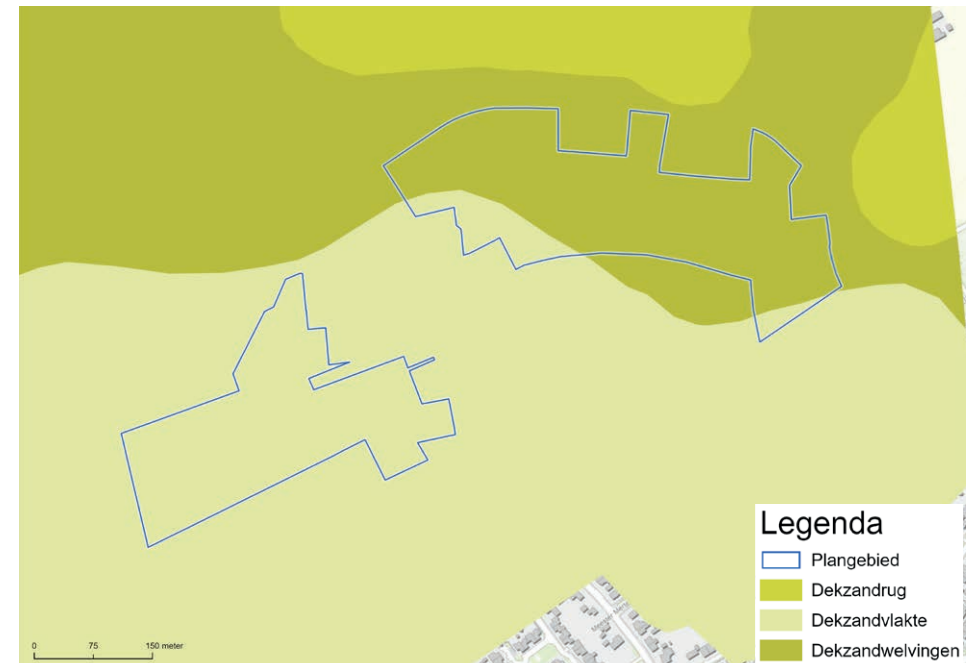 Legenda
Plangebied
Dekzandrug
Dekzandvlakte
Dekzandwelvingen
0 75 150 meter